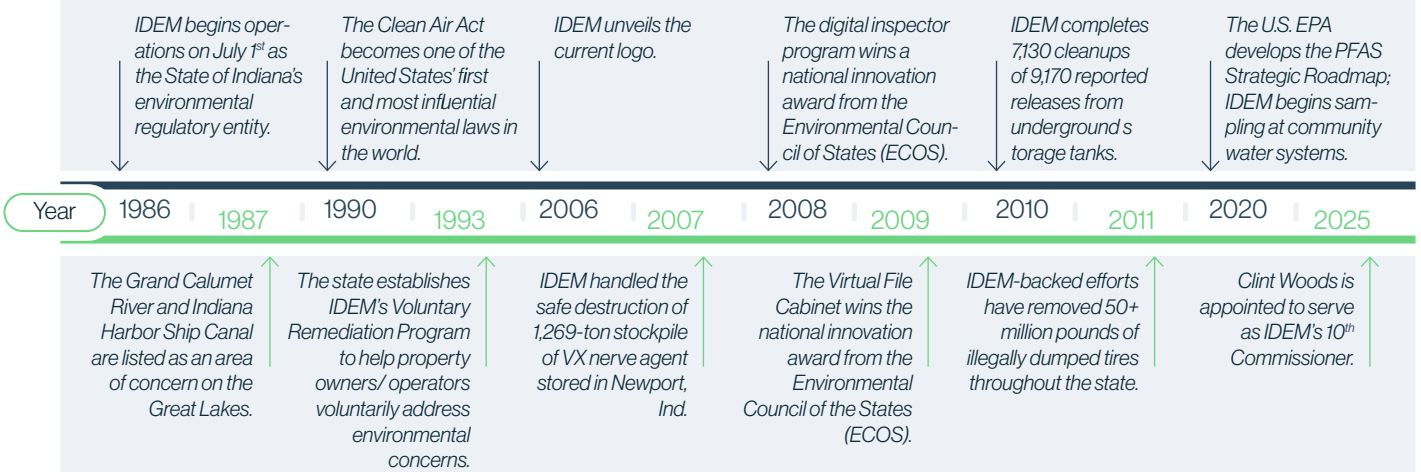 IDEM begins oper-
ations on July 1st as
the State of Indiana's
environmental
regulatory entity.
The Clean Air Act
becomes one of the
United States' first
and most influential
environmental laws in
the world.
IDEM unveils the
current logo.
The digital inspector
program wins a
national innovation
award from the
Environmental Coun-
cil of States (ECOS).
IDEM completes
7,130 cleanups
of 9,170 reported
releases from
underground s
torage tanks.
The U.S. EPA
develops the PFAS
Strategic Roadmap;
IDEM begins sam-
pling at community
water systems.
Year 1986 1987 1990 1993 2006 2007 2008 2009 2010 2011 2020 2025
The Grand Calumet
River and Indiana
Harbor Ship Canal
are listed as an area
of concern on the
Great Lakes.
The state establishes
IDEM's Voluntary
Remediation Program
to help property
owners/ operators
voluntarily address
environmental
concerns.
IDEM handled the
safe destruction of
1,269-ton stockpile
of VX nerve agent
stored in Newport,
Ind.
The Virtual File
Cabinet wins the
national innovation
award from the
Environmental
Council of the States
(ECOS).
IDEM-backed efforts
have removed 50+
million pounds of
illegally dumped tires
throughout the state.
Clint Woods is
appointed to serve
as IDEM's 10th
Commissioner.